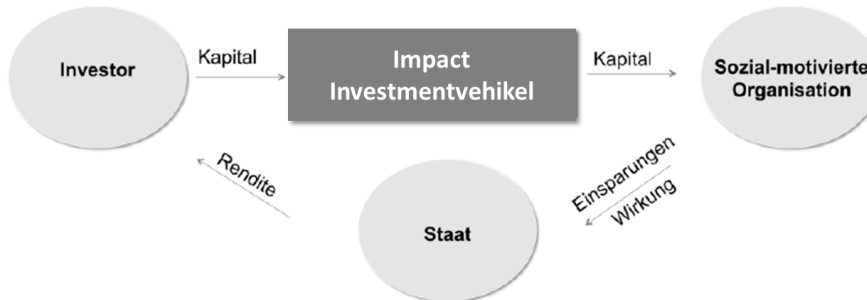 Investor
Kapital
Impact
Investmentvehikel
Kapital
Sozial-motivierte
Organisation
Rendite
Staat
Einsparungen
Wirkung